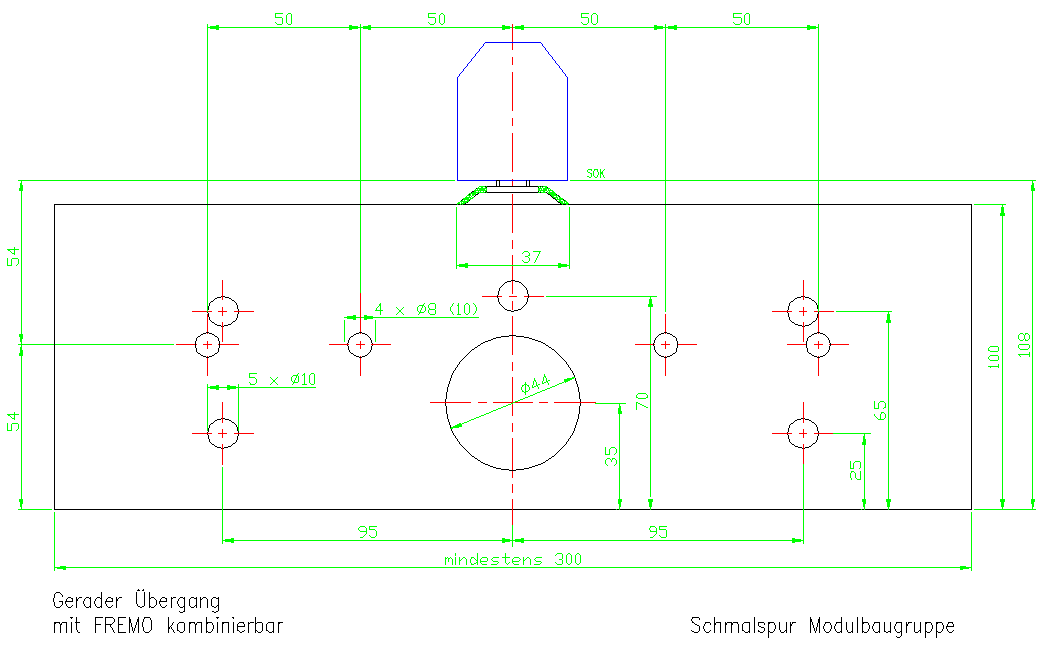 50 50 50 50
SOK
54
37
4 x ø8 (10)
100
108
5 x ø10
ø44
70
65
54
35
25
95 95
mindestens 300
Gerader Übergang
mit FREMO kombinierbar
Schmalspur Modulbaugruppe